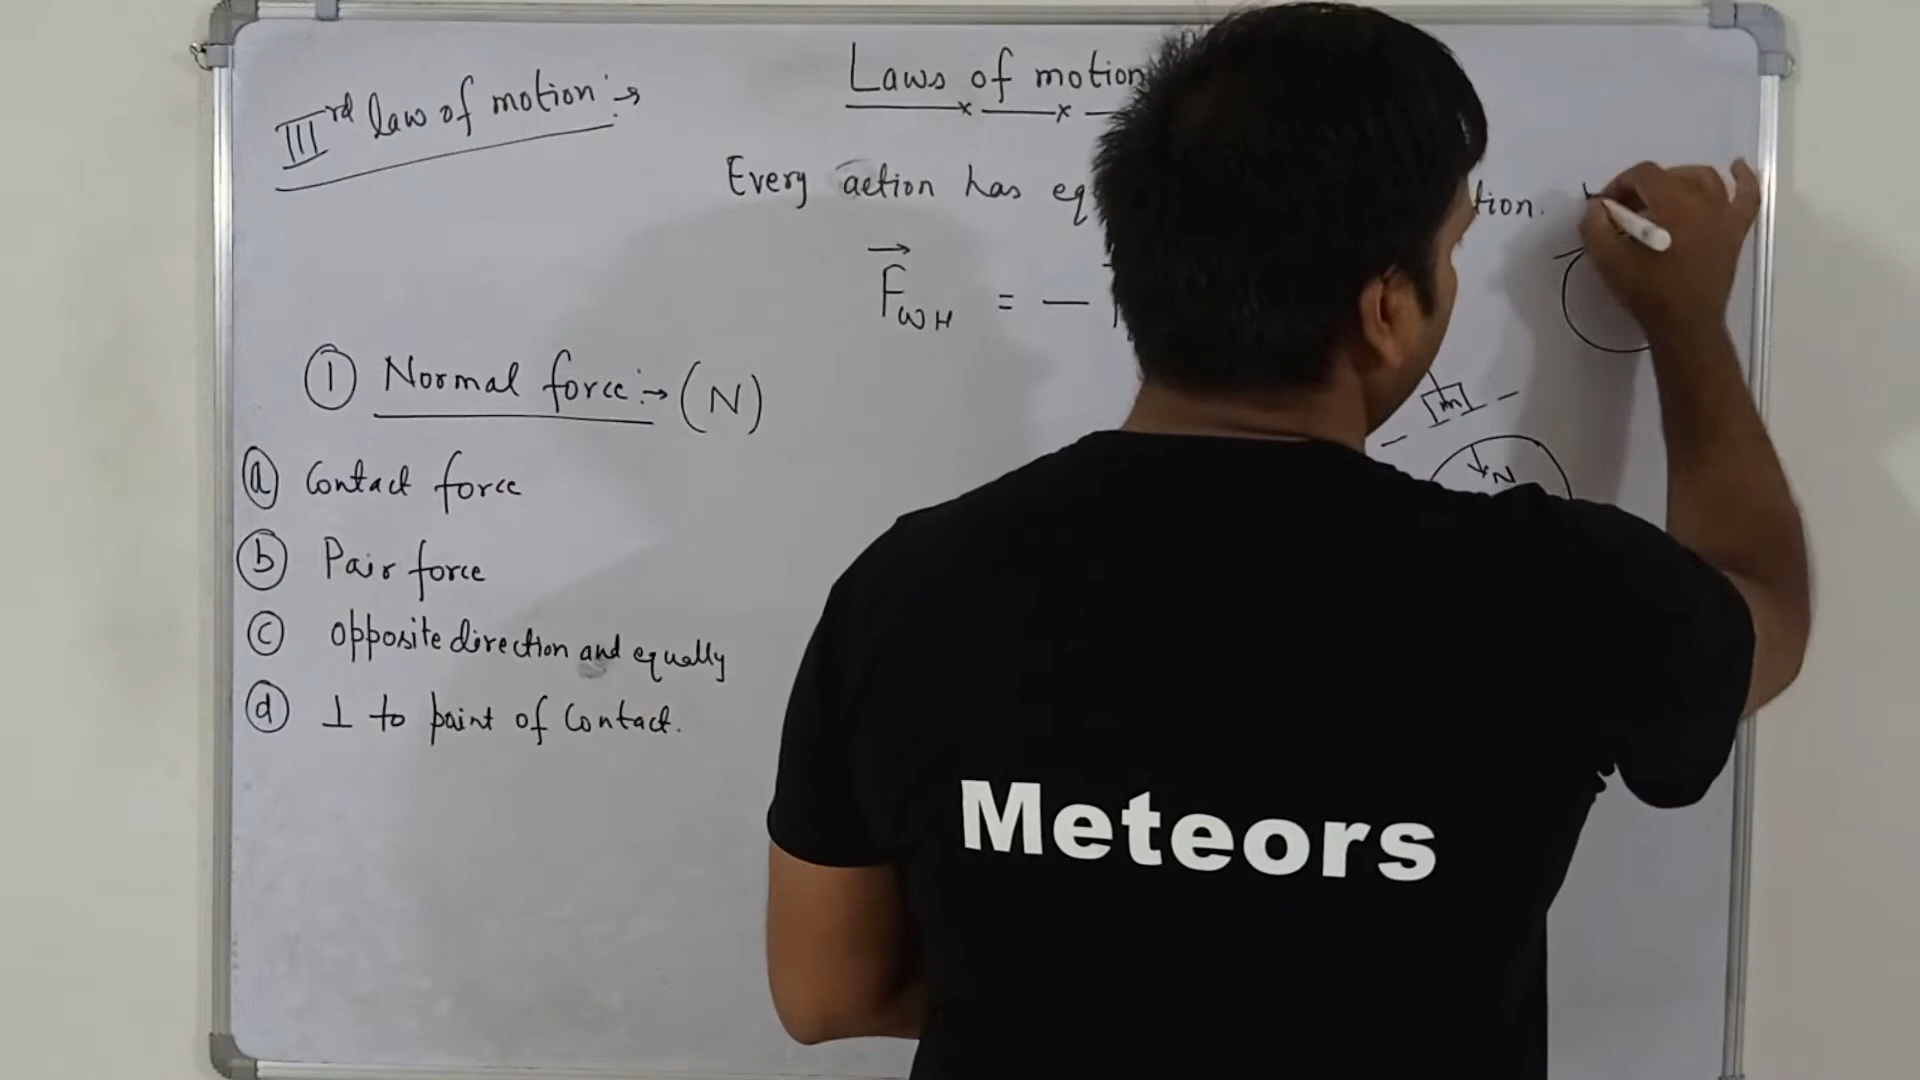 Laws of motion
IIIrd law of motion :→
Every action has eq tion.
F⃗WH = −
① Normal force :→ (N)
m
N
ⓐ Contact force
ⓑ Pair force
ⓒ opposite direction and equally
ⓓ ⊥ to point of Contact.
Meteors